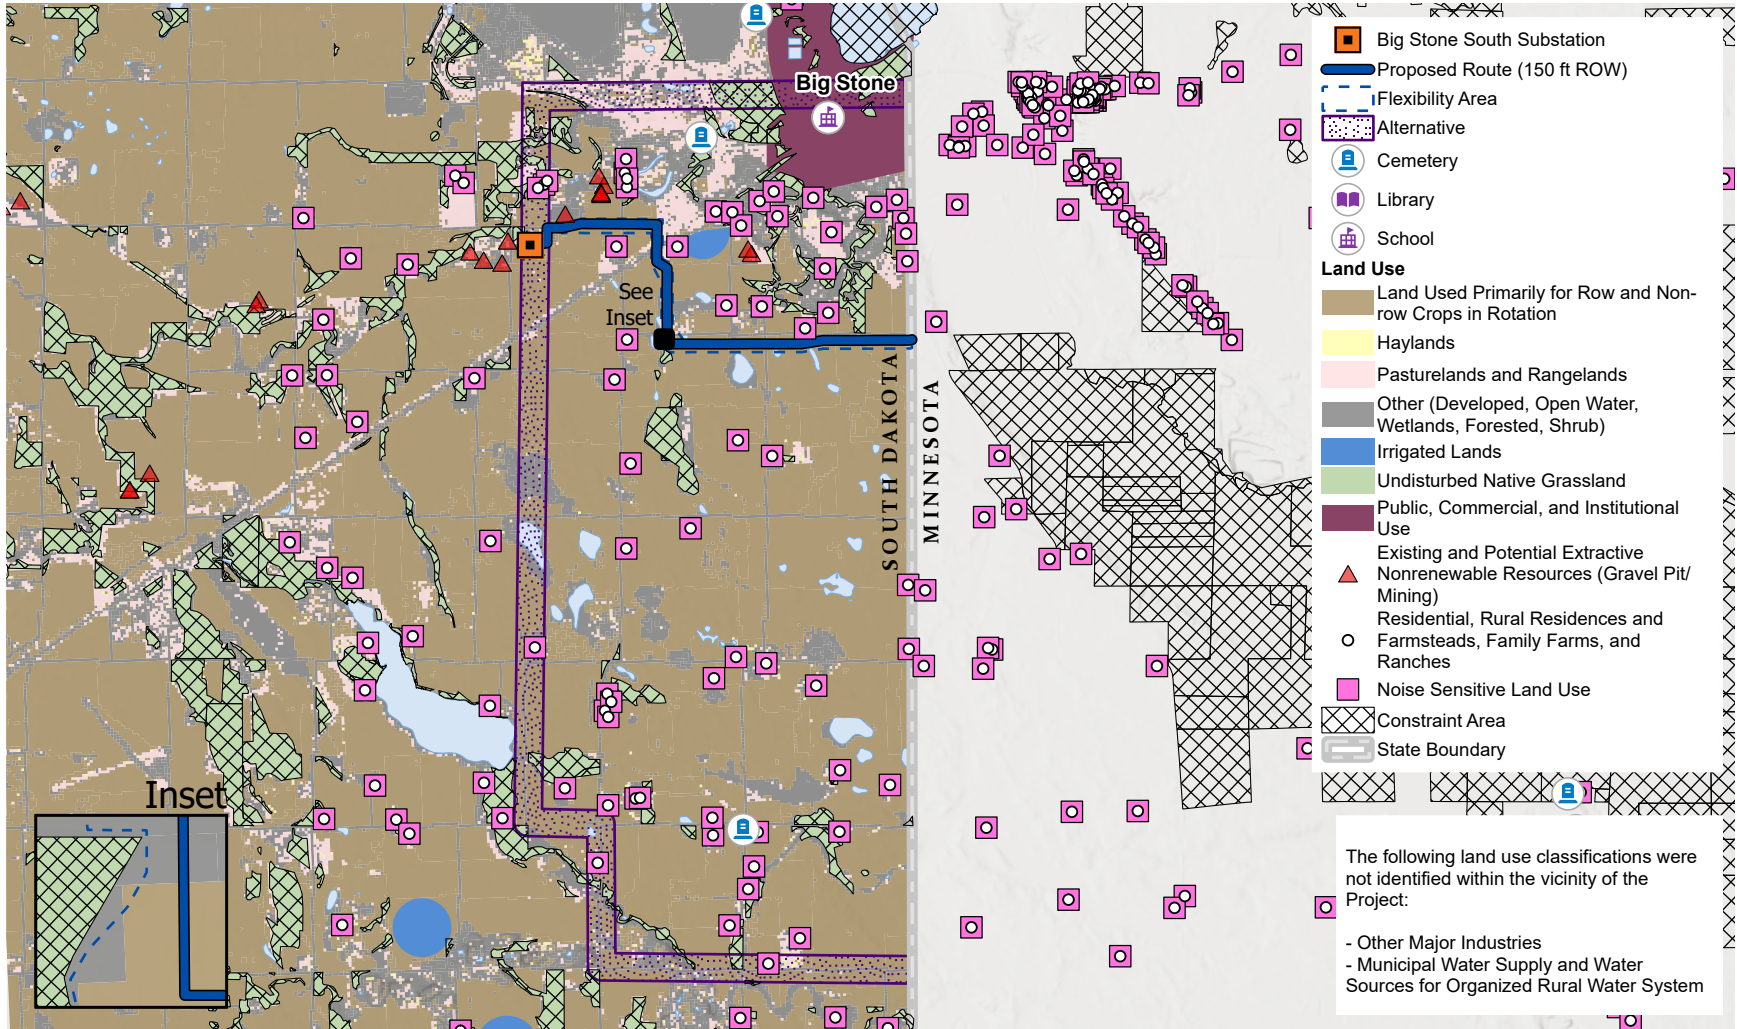 Big Stone
See
Inset
SOUTH DAKOTA
MINNESOTA
Inset
Big Stone South Substation
Proposed Route (150 ft ROW)
Flexibility Area
Alternative
Cemetery
Library
School
Land Use
Land Used Primarily for Row and Non-
row Crops in Rotation
Haylands
Pasturelands and Rangelands
Other (Developed, Open Water,
Wetlands, Forested, Shrub)
Irrigated Lands
Undisturbed Native Grassland
Public, Commercial, and Institutional
Use
Existing and Potential Extractive
Nonrenewable Resources (Gravel Pit/
Mining)
Residential, Rural Residences and
Farmsteads, Family Farms, and
Ranches
Noise Sensitive Land Use
Constraint Area
State Boundary
The following land use classifications were
not identified within the vicinity of the
Project:
- Other Major Industries
- Municipal Water Supply and Water
Sources for Organized Rural Water System